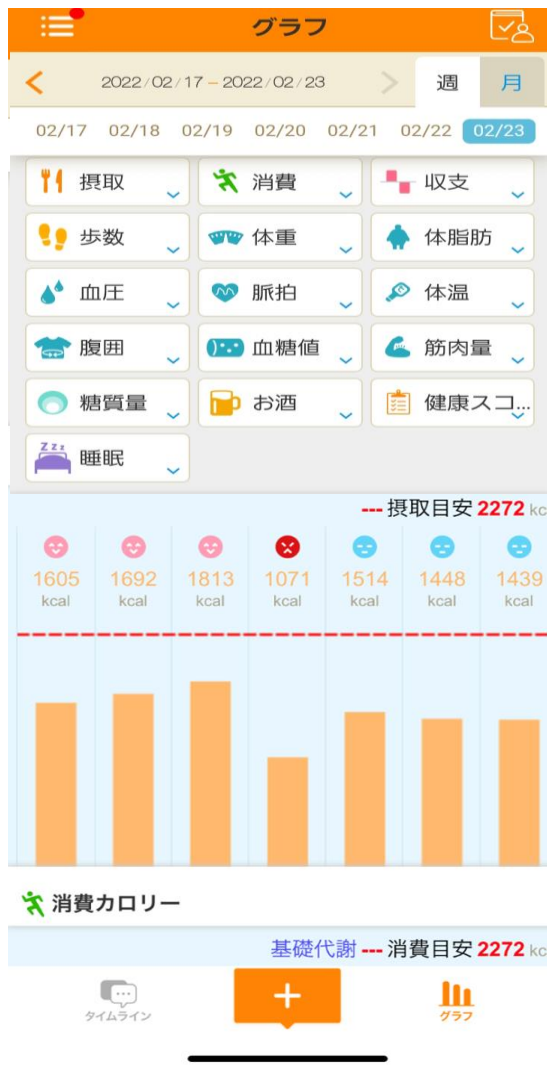 グラフ
2022/02/17 – 2022/02/23 週 月
02/17 02/18 02/19 02/20 02/21 02/22 02/23
摂取 消費 収支
歩数 体重 体脂肪
血圧 脈拍 体温
腹囲 血糖値 筋肉量
糖質量 お酒 健康スコ...
zzz 睡眠
--- 摂取目安 2272 kc
1605 1692 1813 1071 1514 1448 1439
kcal kcal kcal kcal kcal kcal kcal
消費カロリー
基礎代謝 --- 消費目安 2272 kc
タイムライン + グラフ